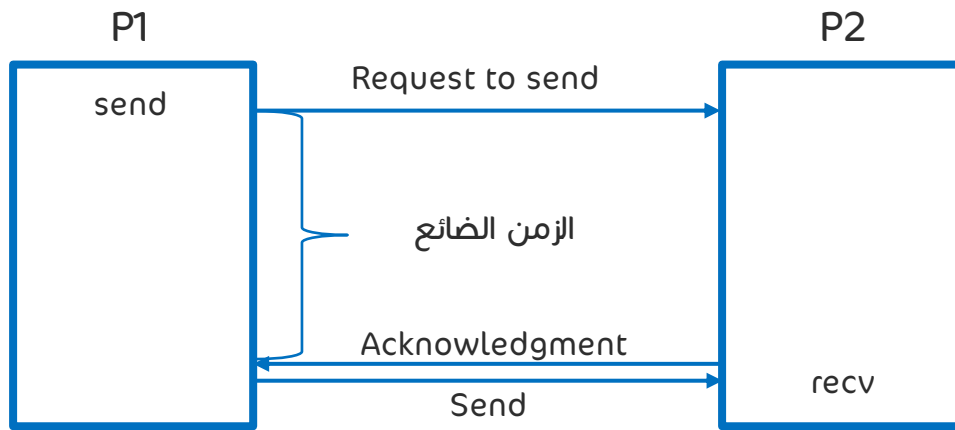 P1
P2
Request to send
send
الزمن الضائع
Acknowledgment
recv
Send